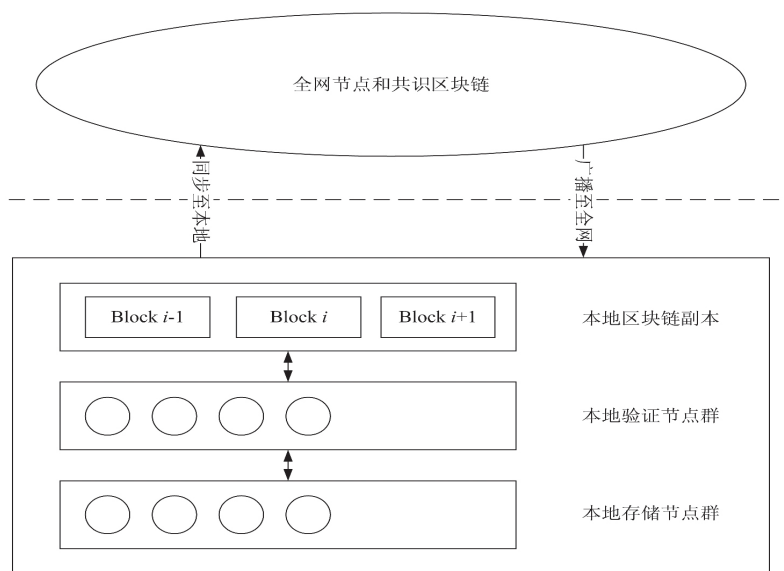 全网节点和共识区块链
同步至本地
广播至全网
Block i-1
Block i
Block i+1
本地区块链副本
本地验证节点群
本地存储节点群